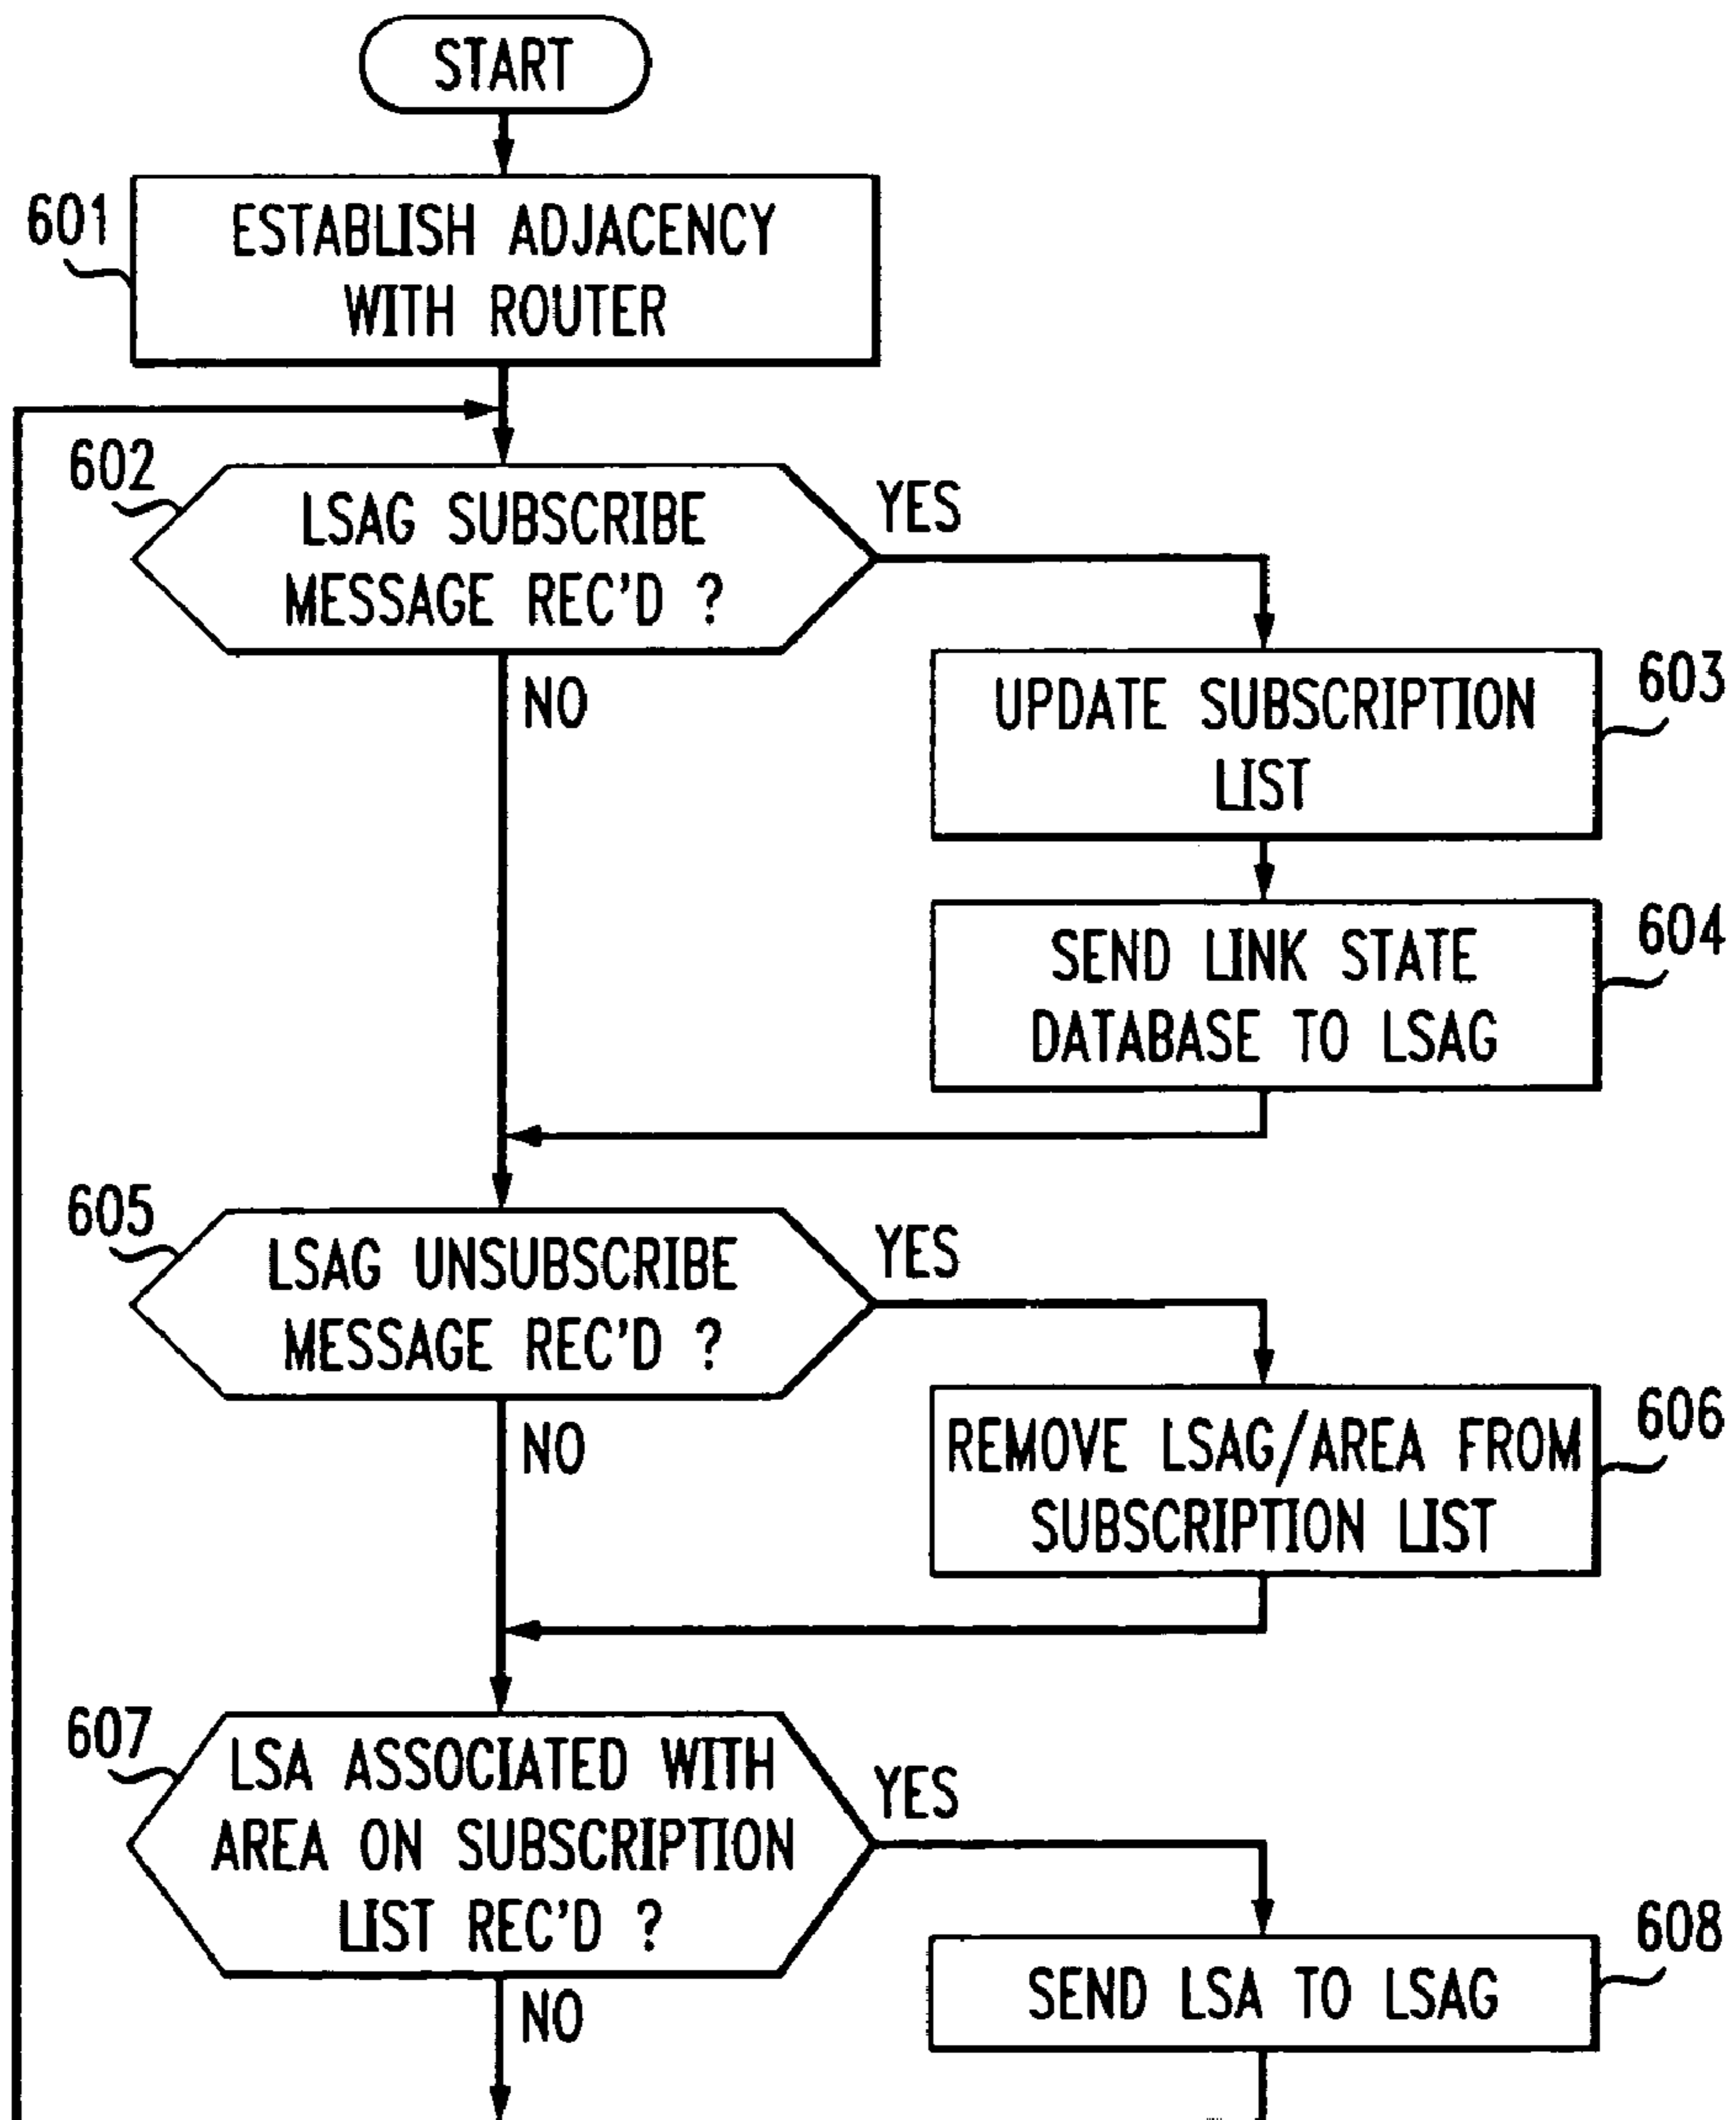 START
601
ESTABLISH ADJACENCY
WITH ROUTER
602
LSAG SUBSCRIBE
MESSAGE REC'D ?
YES
NO
603
UPDATE SUBSCRIPTION
LIST
604
SEND LINK STATE
DATABASE TO LSAG
605
LSAG UNSUBSCRIBE
MESSAGE REC'D ?
YES
NO
606
REMOVE LSAG/AREA FROM
SUBSCRIPTION LIST
607
LSA ASSOCIATED WITH
AREA ON SUBSCRIPTION
LIST REC'D ?
YES
NO
608
SEND LSA TO LSAG